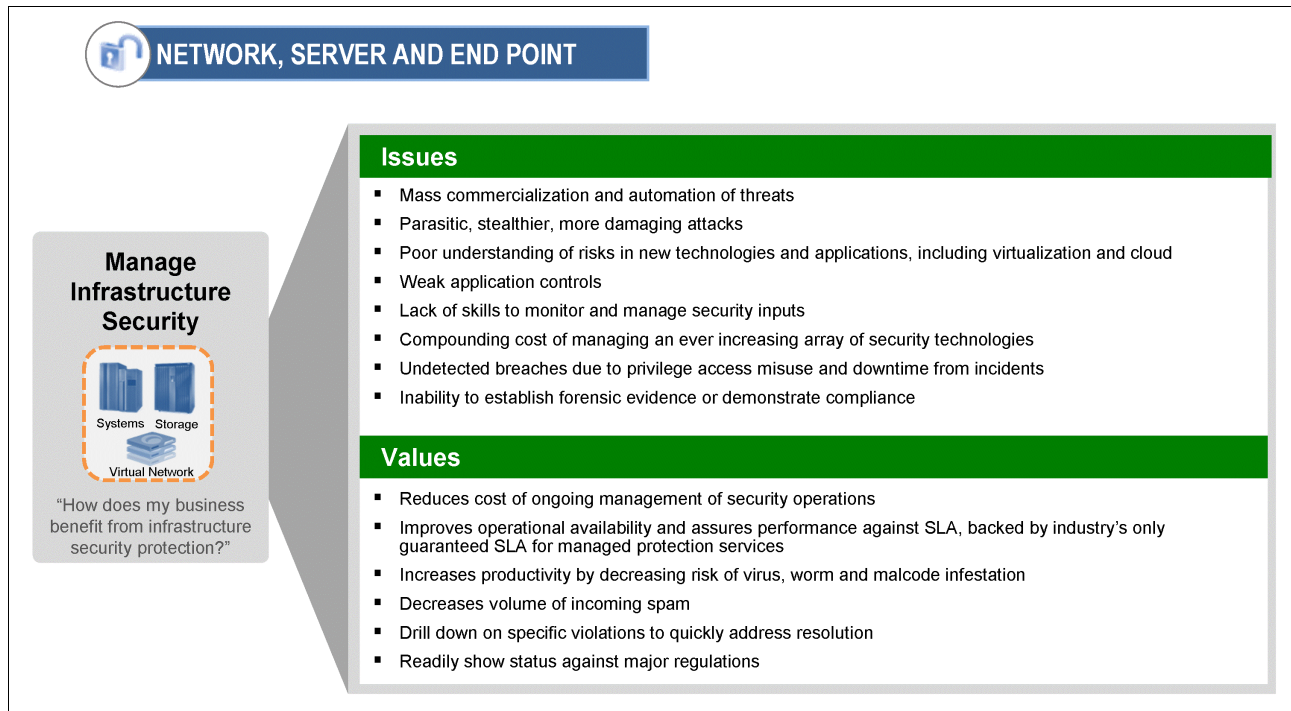 NETWORK, SERVER AND END POINT
Manage
Infrastructure
Security
Systems Storage
Virtual Network
“How does my business
benefit from infrastructure
security protection?”
Issues
▪ Mass commercialization and automation of threats
▪ Parasitic, stealthier, more damaging attacks
▪ Poor understanding of risks in new technologies and applications, including virtualization and cloud
▪ Weak application controls
▪ Lack of skills to monitor and manage security inputs
▪ Compounding cost of managing an ever increasing array of security technologies
▪ Undetected breaches due to privilege access misuse and downtime from incidents
▪ Inability to establish forensic evidence or demonstrate compliance
Values
▪ Reduces cost of ongoing management of security operations
▪ Improves operational availability and assures performance against SLA, backed by industry’s only
guaranteed SLA for managed protection services
▪ Increases productivity by decreasing risk of virus, worm and malcode infestation
▪ Decreases volume of incoming spam
▪ Drill down on specific violations to quickly address resolution
▪ Readily show status against major regulations